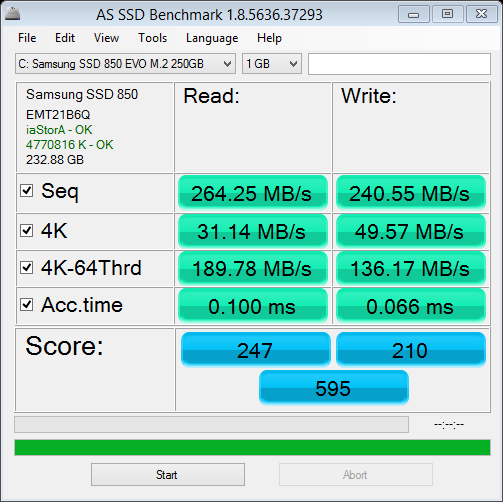 AS SSD Benchmark 1.8.5636.37293
File Edit View Tools Language Help
C: Samsung SSD 850 EVO M.2 250GB 1 GB
Samsung SSD 850
EMT21B6Q
iaStorA - OK
4770816 K - OK
232.88 GB
Read: Write:
Seq 264.25 MB/s 240.55 MB/s
4K 31.14 MB/s 49.57 MB/s
4K-64Thrd 189.78 MB/s 136.17 MB/s
Acc.time 0.100 ms 0.066 ms
Score: 247 210
595
--:--:--
Start Abort